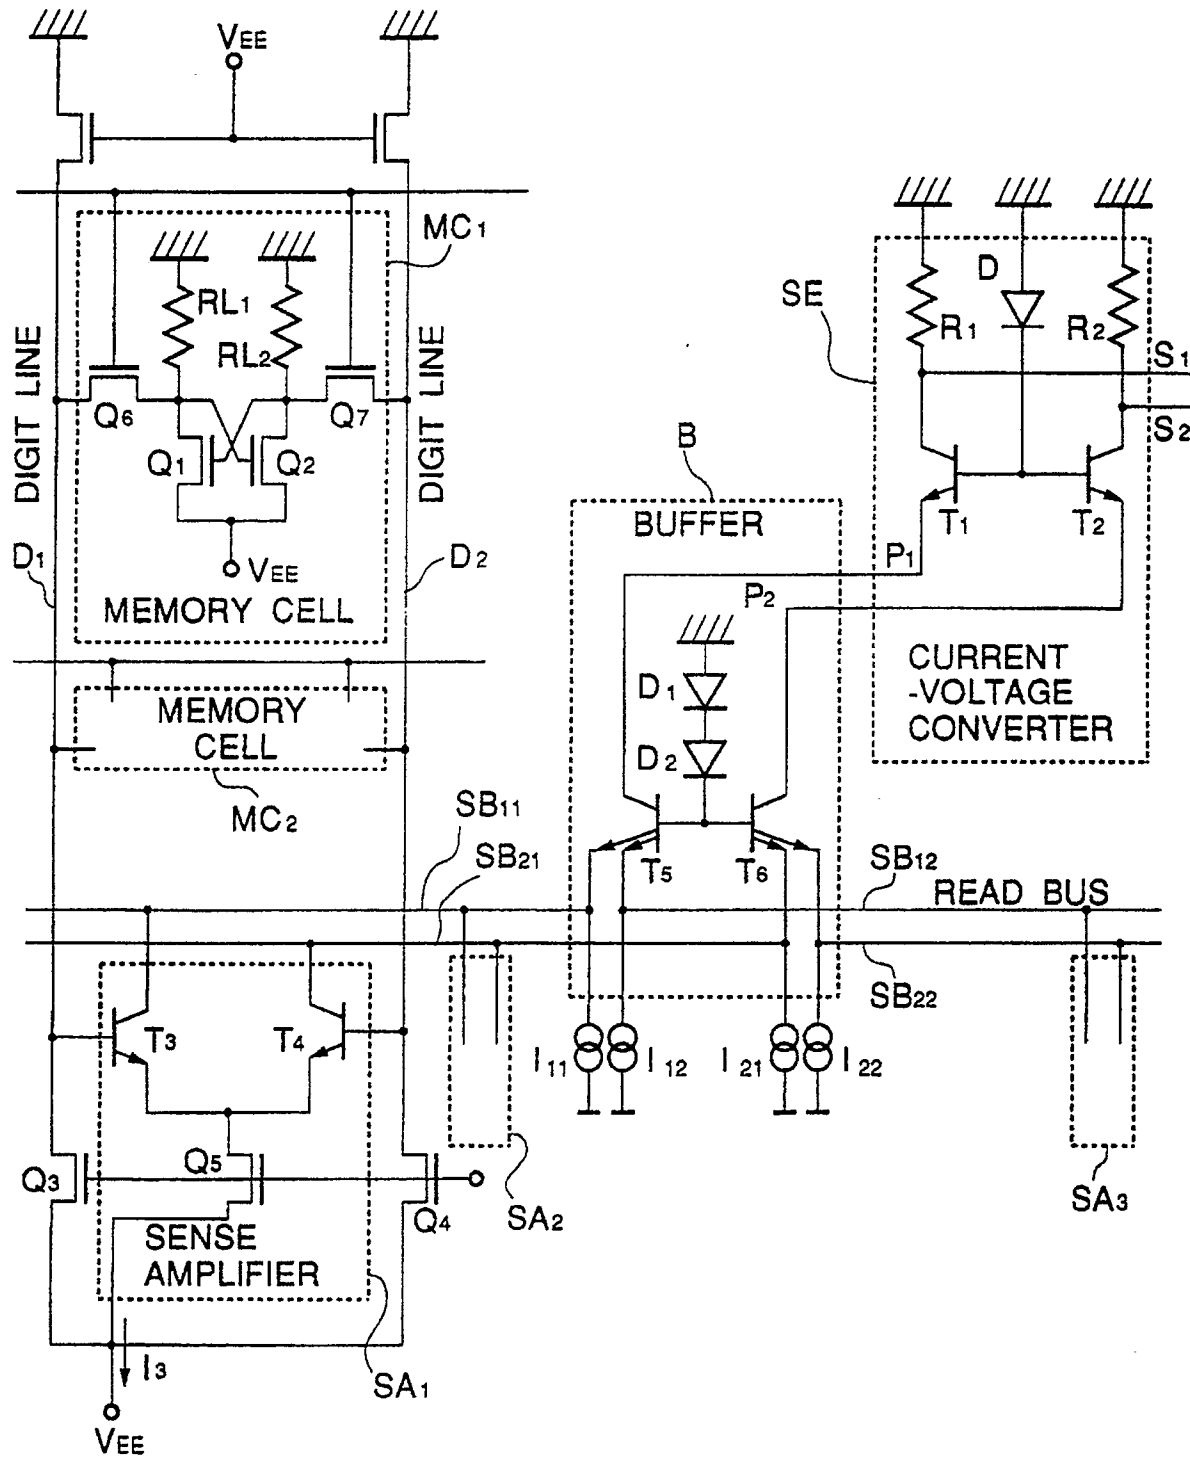 VEE
MC1
RL1
RL2
DIGIT LINE
DIGIT LINE
Q6
Q7
Q1
Q2
D1
D2
VEE
MEMORY CELL
MEMORY
CELL
MC2
SE
D
R1
R2
S1
S2
T1
T2
B
BUFFER
P1
P2
D1
D2
CURRENT
-VOLTAGE
CONVERTER
T5
T6
SB11
SB21
SB12
READ BUS
SB22
T3
T4
I11
I12
I21
I22
Q3
Q5
Q4
SA2
SA3
SENSE
AMPLIFIER
I3
SA1
VEE